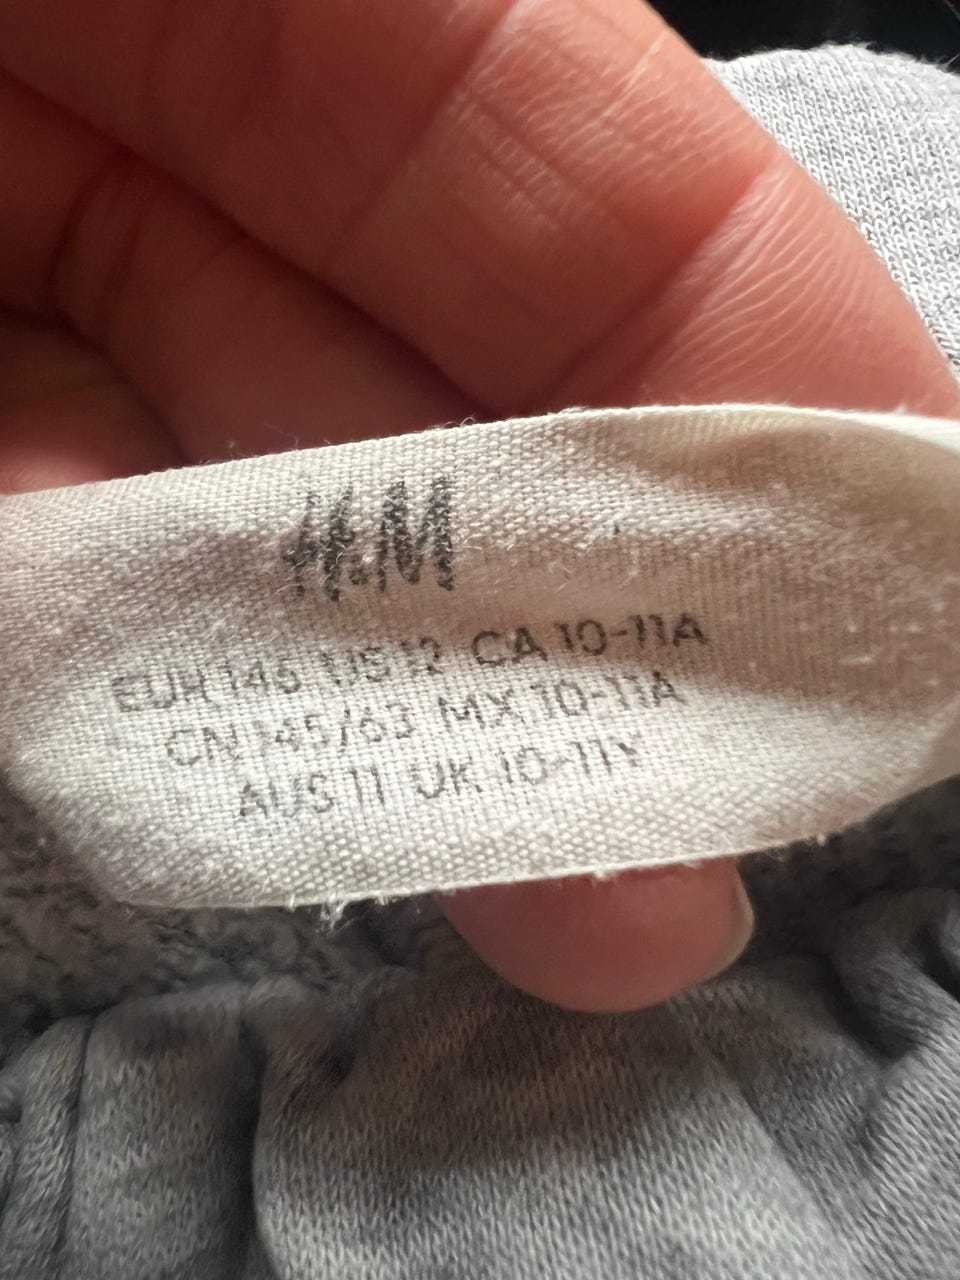 H&M
EUR 146 US 12 CA 10-11A
CN 145/63 MX 10-11A
AUS 11 UK 10-11Y